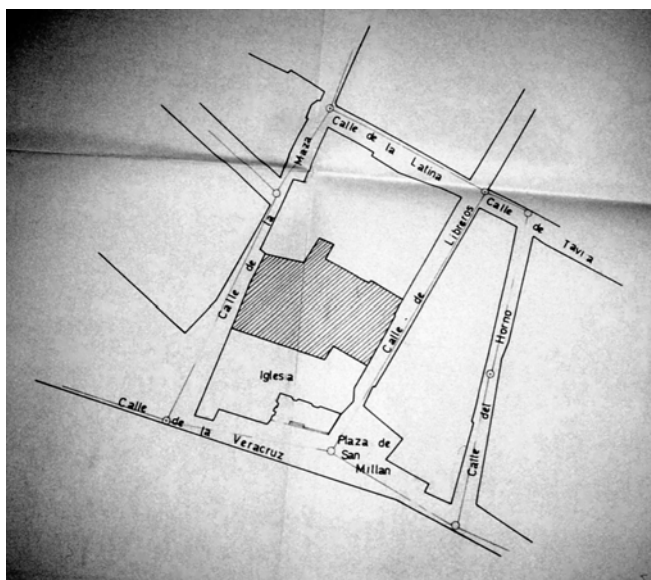 Calle de la Latina
Calle de la Maza
Calle de Libreros
Calle de Tavia
Calle del Horno
Iglesia
Calle de la Veracruz
Plaza de
San
Millan